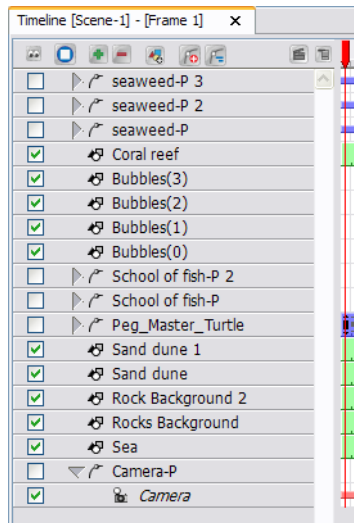 Timeline [Scene-1] - [Frame 1] x
seaweed-P 3
seaweed-P 2
seaweed-P
Coral reef
Bubbles(3)
Bubbles(2)
Bubbles(1)
Bubbles(0)
School of fish-P 2
School of fish-P
Peg_Master_Turtle
Sand dune 1
Sand dune
Rock Background 2
Rocks Background
Sea
Camera-P
Camera